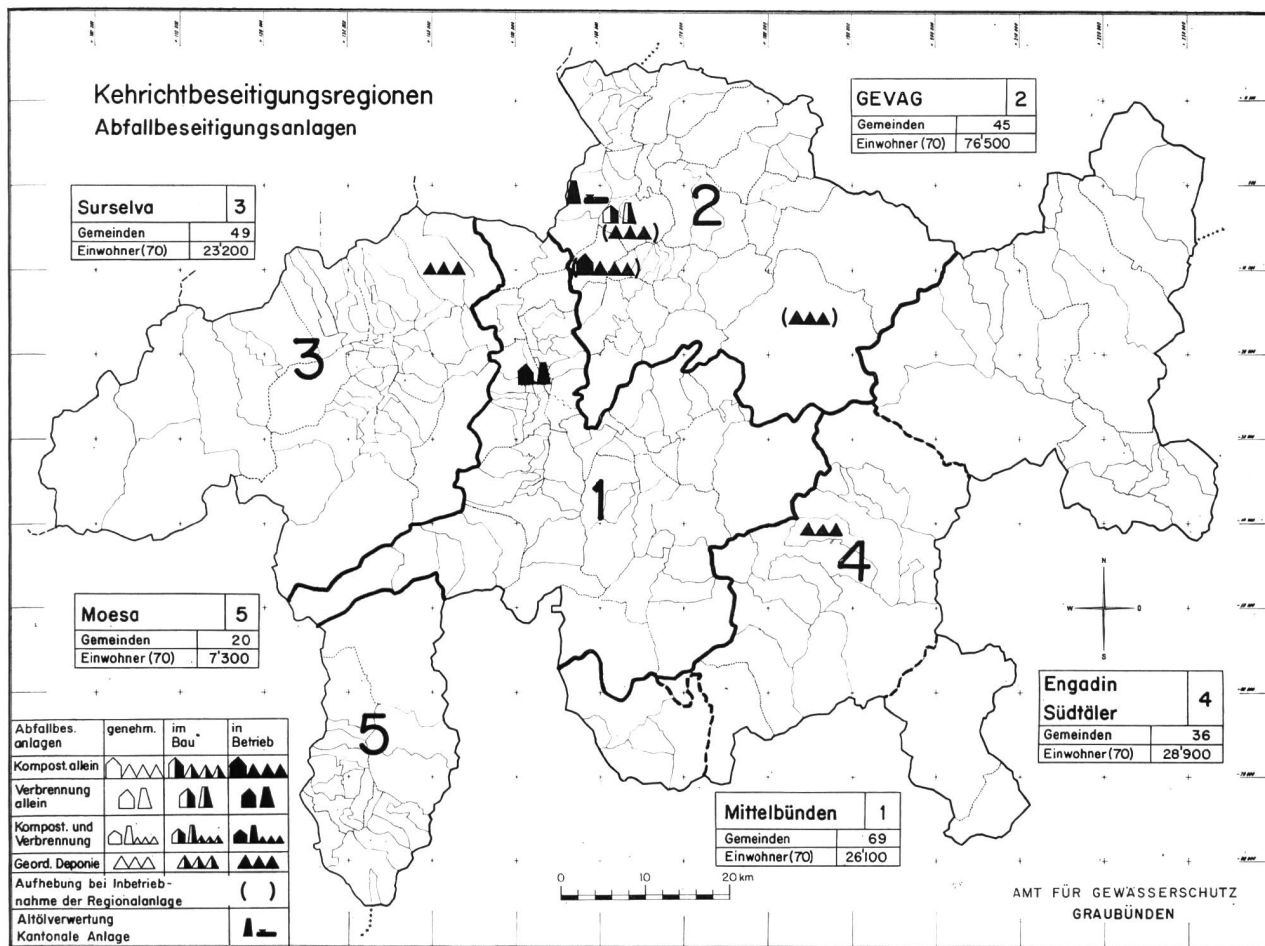 Kehrichtbeseitigungsregionen
Abfallbeseitigungsanlagen
GEVAG 2
Gemeinden 45
Einwohner (70) 76'500
Surselva 3
Gemeinden 49
Einwohner (70) 23'200
2
3
1
4
5
Moesa 5
Gemeinden 20
Einwohner (70) 7'300
N
W O
S
Engadin
Südtäler 4
Gemeinden 36
Einwohner (70) 28'900
Mittelbünden 1
Gemeinden 69
Einwohner (70) 26'100
Abfallbes. anlagen genehm. im Bau in Betrieb
Kompost. allein
Verbrennung allein
Kompost. und Verbrennung
Geord. Deponie
Aufhebung bei Inbetrieb-
nahme der Regionalanlage ( )
Altölverwertung
Kantonale Anlage
0 10 20 km
AMT FÜR GEWÄSSERSCHUTZ
GRAUBÜNDEN